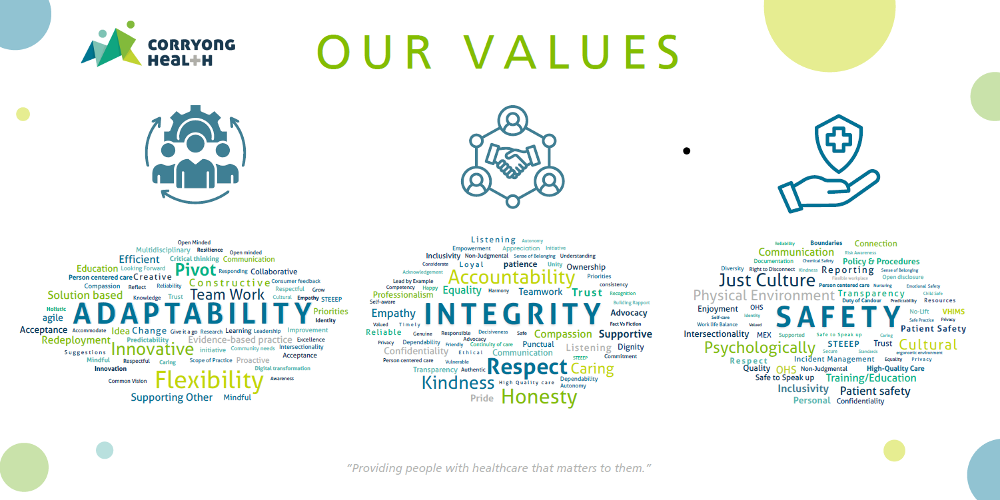 CORRYONG
HEALTH
OUR VALUES
Open Minded
Multidisciplinary Resilience Open minded
Efficient Critical thinking Communication
Education Looking Forward Pivot Responding Collaborative
Person centered care Creative Constructive Consumer feedback
Compassion Reflect Reliability Team Work Respectful Grow
Solution based Knowledge Trust Cultural Empathy STEEEP
Holistic
agile ADAPTABILITY Priorities
Identity
Acceptance Accommodate Idea Change Give it a go Research Learning Leadership Improvement
Redeployment Predictability Evidence-based practice Excellence
Suggestions Innovative initiative Community needs Intersectionality
Acceptance
Mindful Respectful Caring Scope of Practice Proactive
Innovation Digital transformation
Common Vision Flexibility Awareness
Supporting Other Mindful
Listening Autonomy
Empowerment Appreciation Initiative
Inclusivity Non-Judgmental Sense of Belonging Understanding
Considerate Loyal patience Unity Ownership
Acknowledgement Accountability Priorities
Lead by Example consistency
Competency Happy Equality Harmony Teamwork Trust Recognition
Professionalism
Self-aware Building Rapport
Empathy INTEGRITY Advocacy
Valued Timely Fact Vs Fiction
Reliable Genuine Responsible Decisiveness Safe Compassion Supportive
Advocacy
Privacy Dependability Friendly Continuity of care Punctual Listening Dignity
Confidentiality Ethical Communication Commitment
Person centered care Vulnerable STEEEP
Transparency Authentic Respect Caring
Kindness High Quality care Dependability
Autonomy
Pride Honesty
Reliability Boundaries Connection
Communication Risk Awareness
Documentation Chemical Safety Policy & Procedures
Diversity Right to Disconnect Kindness Reporting Sense of Belonging
Just Culture Flexible workplace Open disclosure
Person centered care Nurturing Emotional Safety
Physical Environment Transparency Child Safe
Duty of Candour Predictability Resources
Enjoyment OHS SAFETY No-Lift VHIMS
Self-care Identity Safe Practice Privacy
Work life Balance Valued Patient Safety
Intersectionality MEX Supported Safe to Speak up Caring
Psychologically STEEEP Trust Cultural
Secure Standards ergonomic environment
Respect Incident Management Equality Privacy
Quality OHS Non-Judgmental High-Quality Care
Safe to Speak up Training/Education
Inclusivity Patient safety
Personal Confidentiality
“Providing people with healthcare that matters to them.”